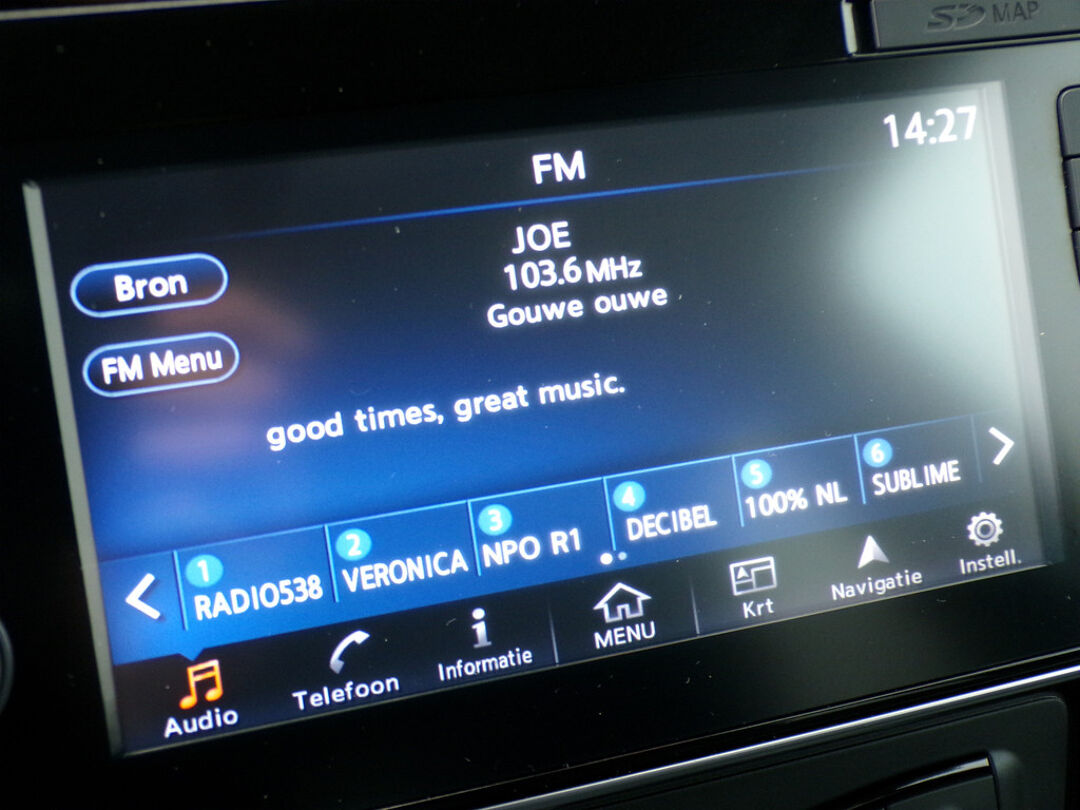 SD MAP
14:27
FM
JOE
103.6 MHz
Gouwe ouwe
Bron
FM Menu
good times, great music.
1 RADIO538
2 VERONICA
3 NPO R1
4 DECIBEL
5 100% NL
6 SUBLIME
Audio
Telefoon
Informatie
MENU
Krt
Navigatie
Instell.